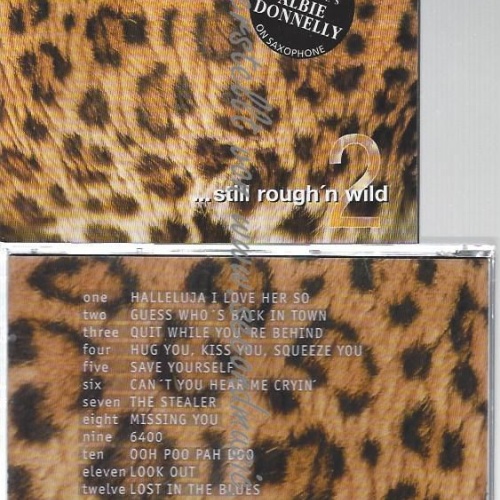 ALBIE
DONNELLY
ON SAXOPHONE
2
...still rough´n wild
one HALLELUJA I LOVE HER SO
two GUESS WHO´S BACK IN TOWN
three QUIT WHILE YOU´RE BEHIND
four HUG YOU, KISS YOU, SQUEEZE YOU
five SAVE YOURSELF
six CAN´T YOU HEAR ME CRYIN´
seven THE STEALER
eight MISSING YOU
nine 6400
ten OOH POO PAH DOO
eleven LOOK OUT
twelve LOST IN THE BLUES